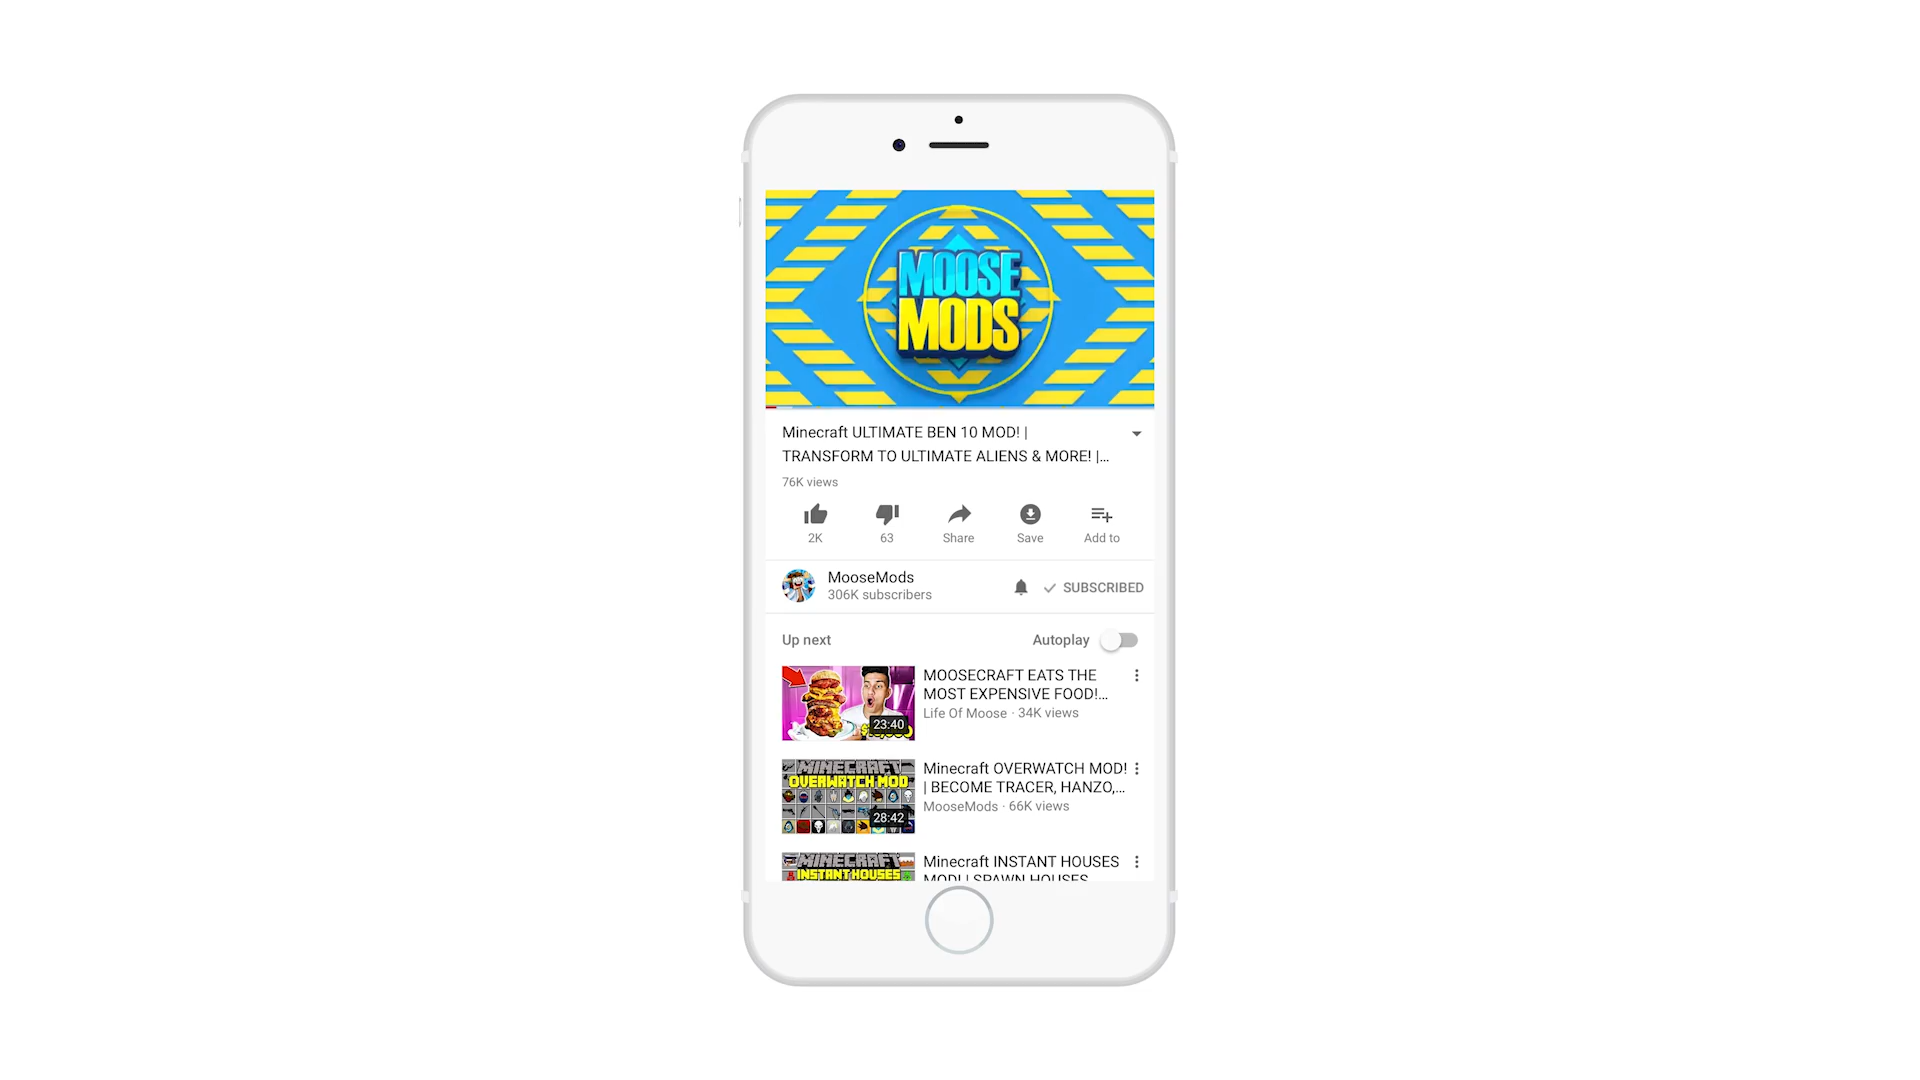 MOOSE
MODS
Minecraft ULTIMATE BEN 10 MOD! |
TRANSFORM TO ULTIMATE ALIENS & MORE! |...
76K views
2K
63
Share
Save
Add to
MooseMods
306K subscribers
SUBSCRIBED
Up next
Autoplay
23:40
MOOSECRAFT EATS THE
MOST EXPENSIVE FOOD!...
Life Of Moose · 34K views
MINECRAFT
OVERWATCH MOD
28:42
Minecraft OVERWATCH MOD!
| BECOME TRACER, HANZO,...
MooseMods · 66K views
MINECRAFT
INSTANT HOUSES
Minecraft INSTANT HOUSES
MOD! | SPAWN HOUSES